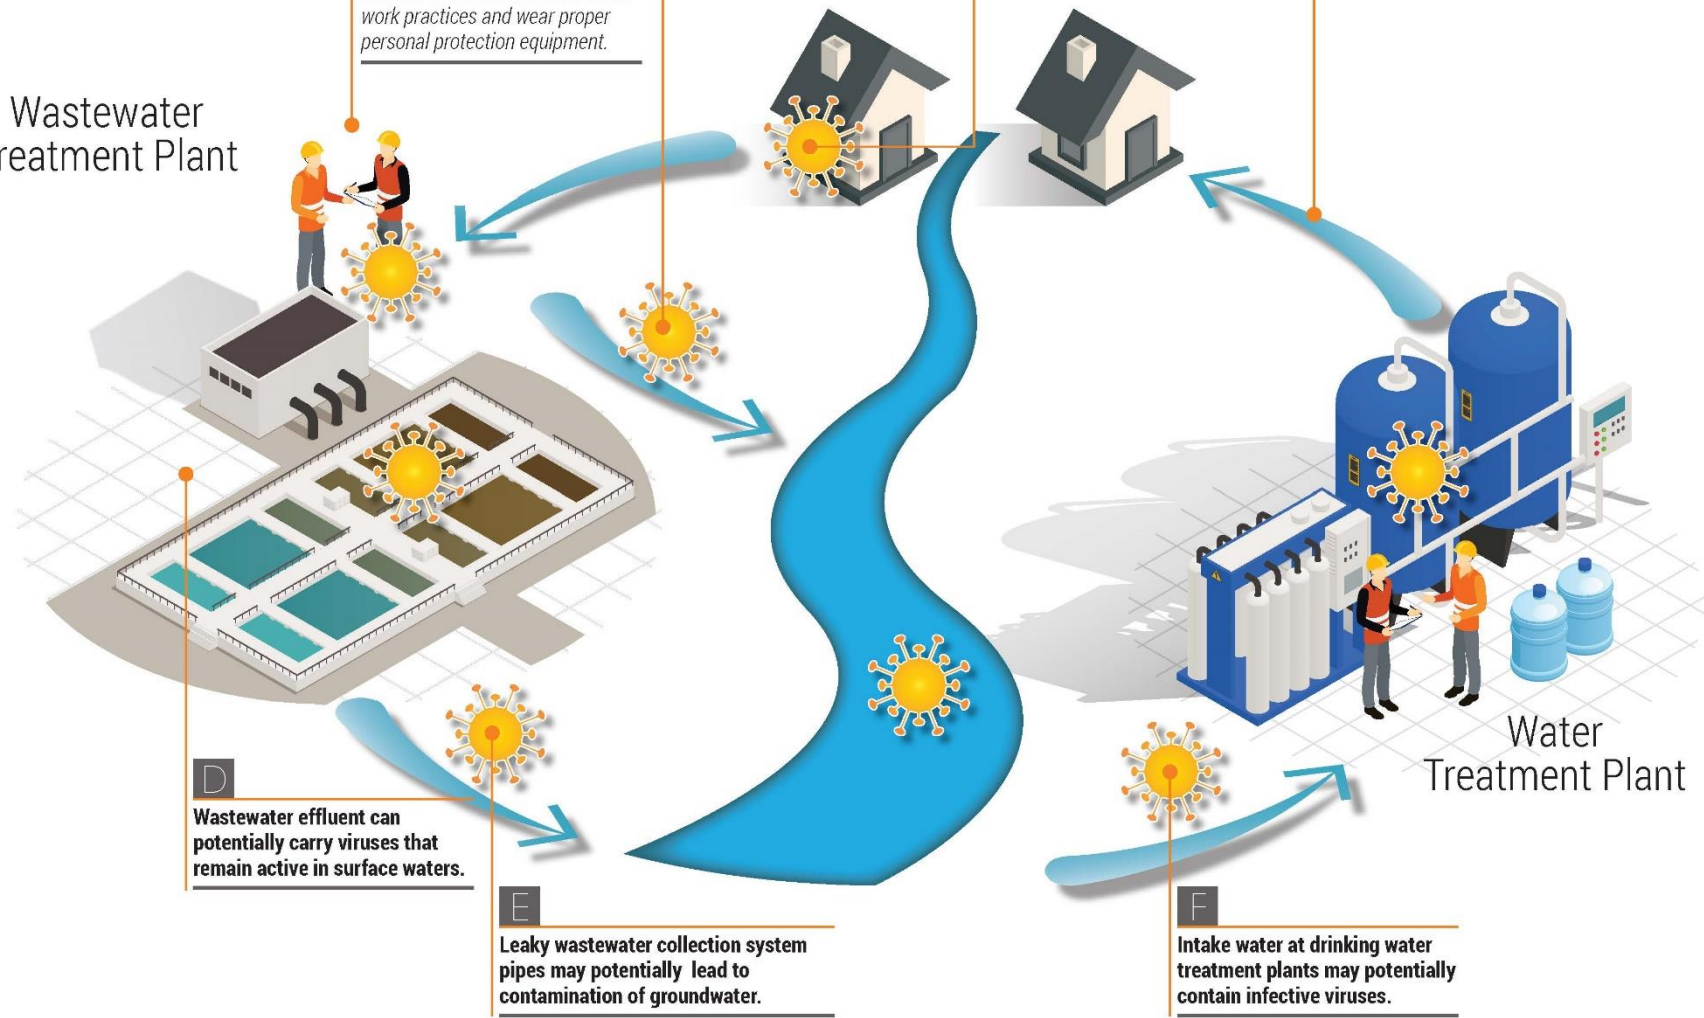 work practices and wear proper
personal protection equipment.
Wastewater
reatment Plant
Water
Treatment Plant
D
Wastewater effluent can
potentially carry viruses that
remain active in surface waters.
E
Leaky wastewater collection system
pipes may potentially lead to
contamination of groundwater.
F
Intake water at drinking water
treatment plants may potentially
contain infective viruses.